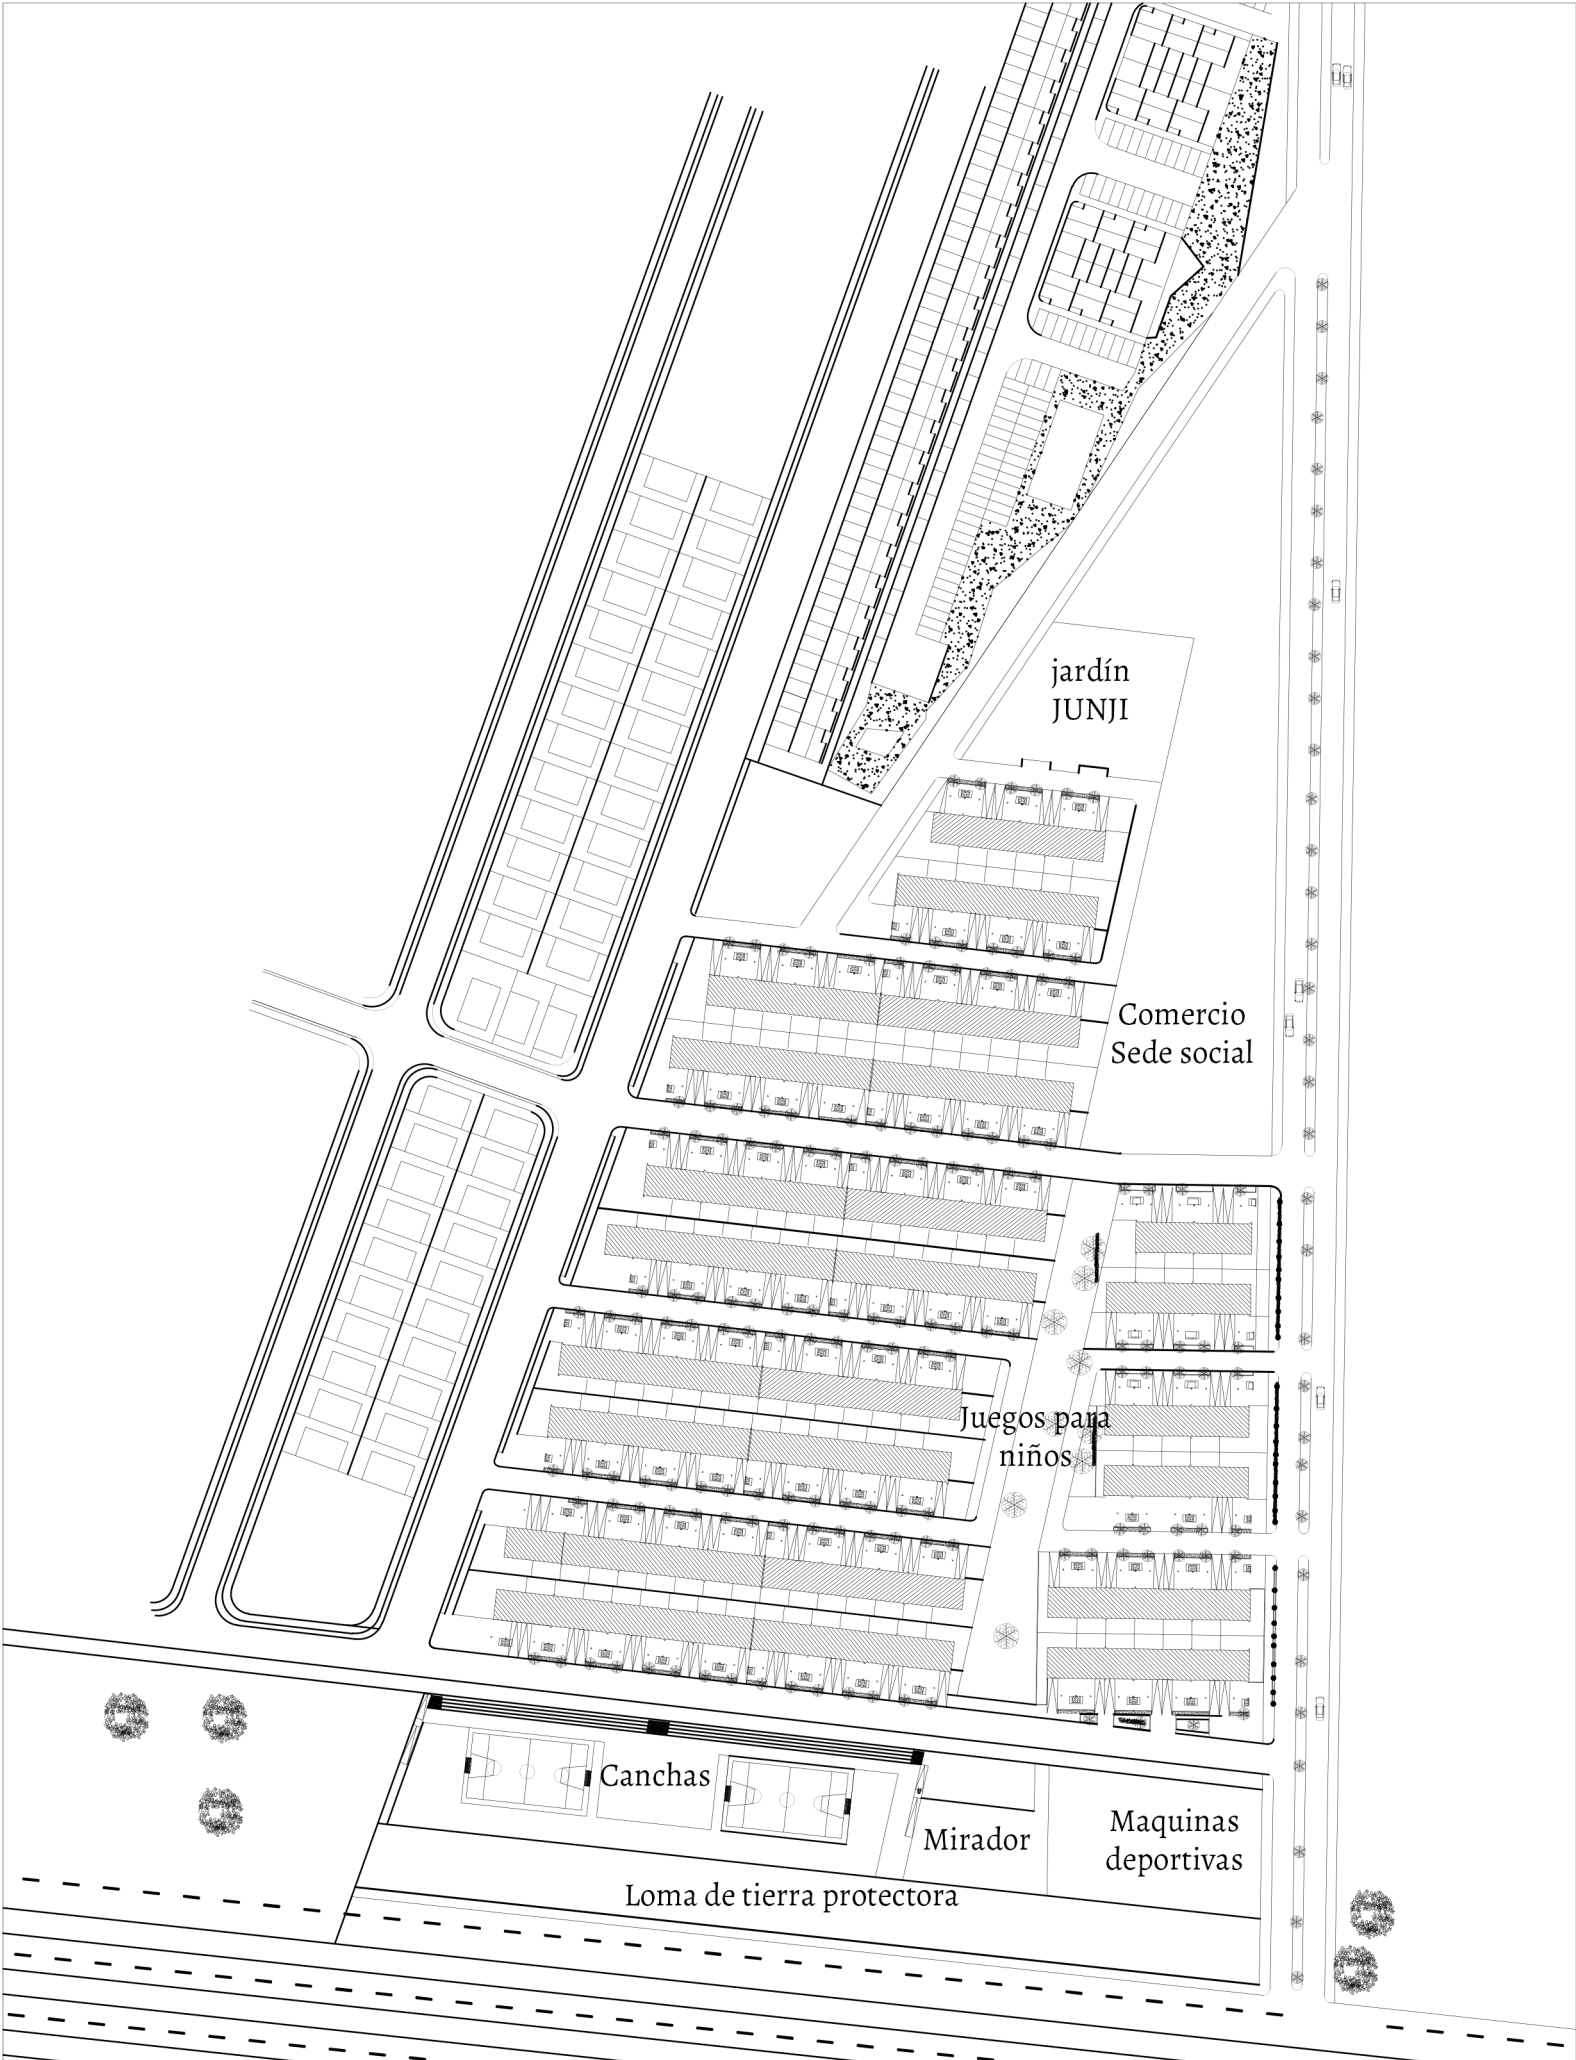 jardín
JUNJI
Comercio
Sede social
Juegos para
niños
Canchas
Maquinas
deportivas
Mirador
Loma de tierra protectora